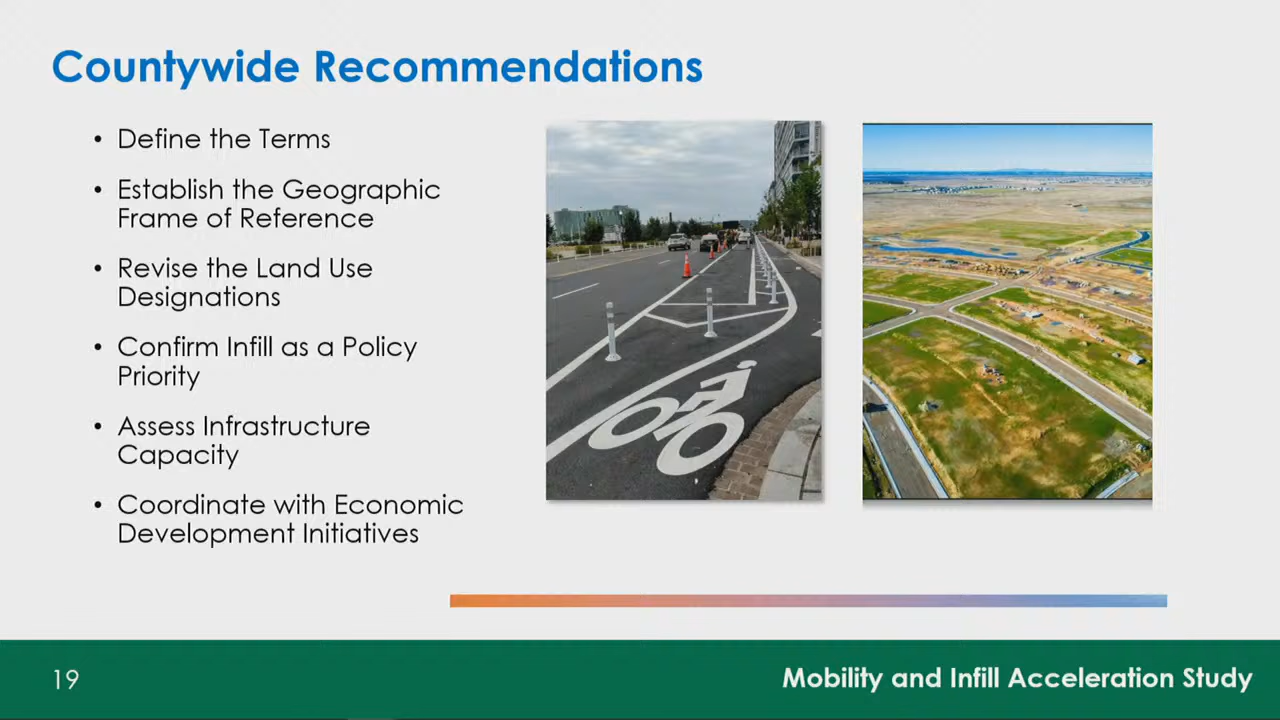 Countywide Recommendations
• Define the Terms
• Establish the Geographic
Frame of Reference
• Revise the Land Use
Designations
• Confirm Infill as a Policy
Priority
• Assess Infrastructure
Capacity
• Coordinate with Economic
Development Initiatives
19
Mobility and Infill Acceleration Study